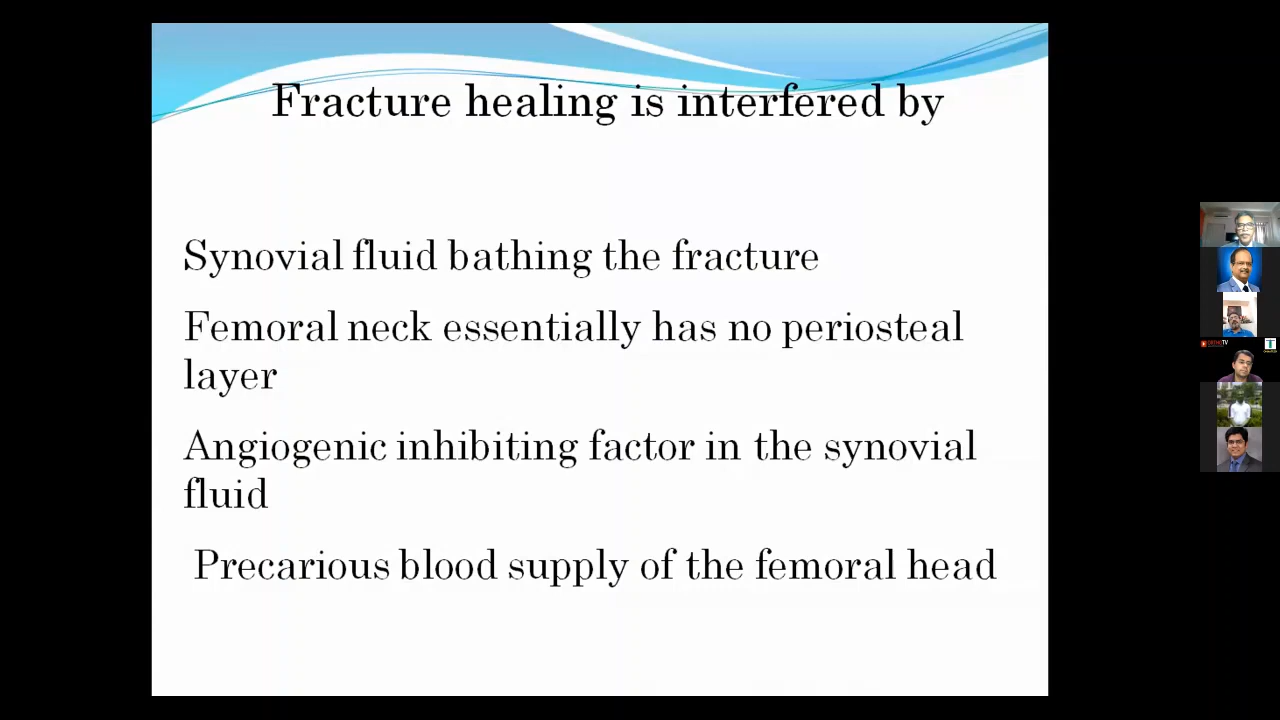 Fracture healing is interfered by
Synovial fluid bathing the fracture
Femoral neck essentially has no periosteal
layer
Angiogenic inhibiting factor in the synovial
fluid
Precarious blood supply of the femoral head
ORTHOTV